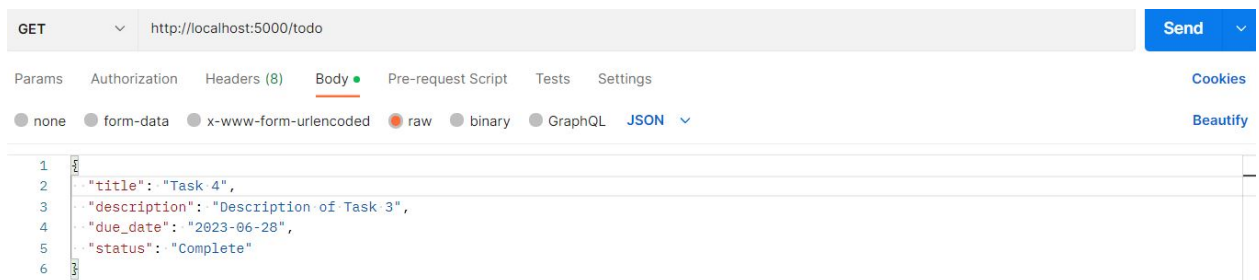 GET http://localhost:5000/todo Send
Params Authorization Headers (8) Body Pre-request Script Tests Settings Cookies
none form-data x-www-form-urlencoded raw binary GraphQL JSON Beautify
1 {
2 "title": "Task 4",
3 "description": "Description of Task 3",
4 "due_date": "2023-06-28",
5 "status": "Complete"
6 }